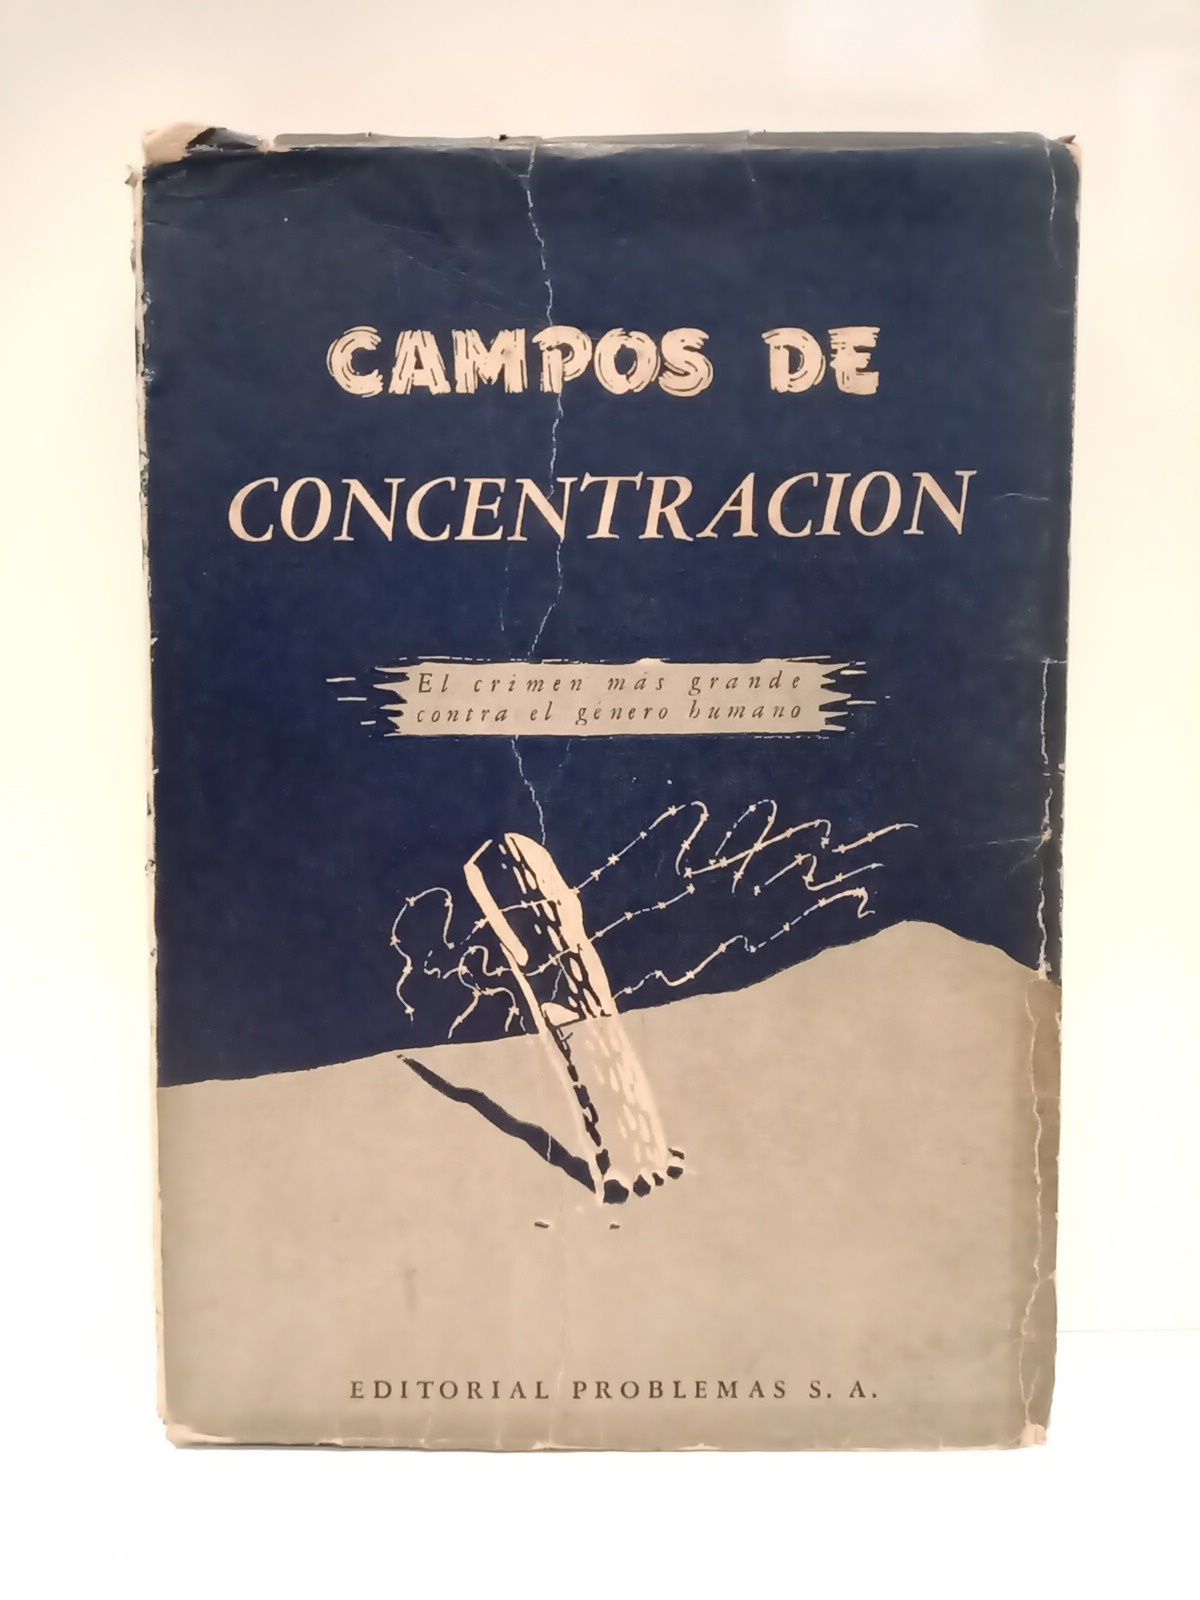 CAMPOS DE
CONCENTRACION
El crimen más grande
contra el género humano
EDITORIAL PROBLEMAS S. A.